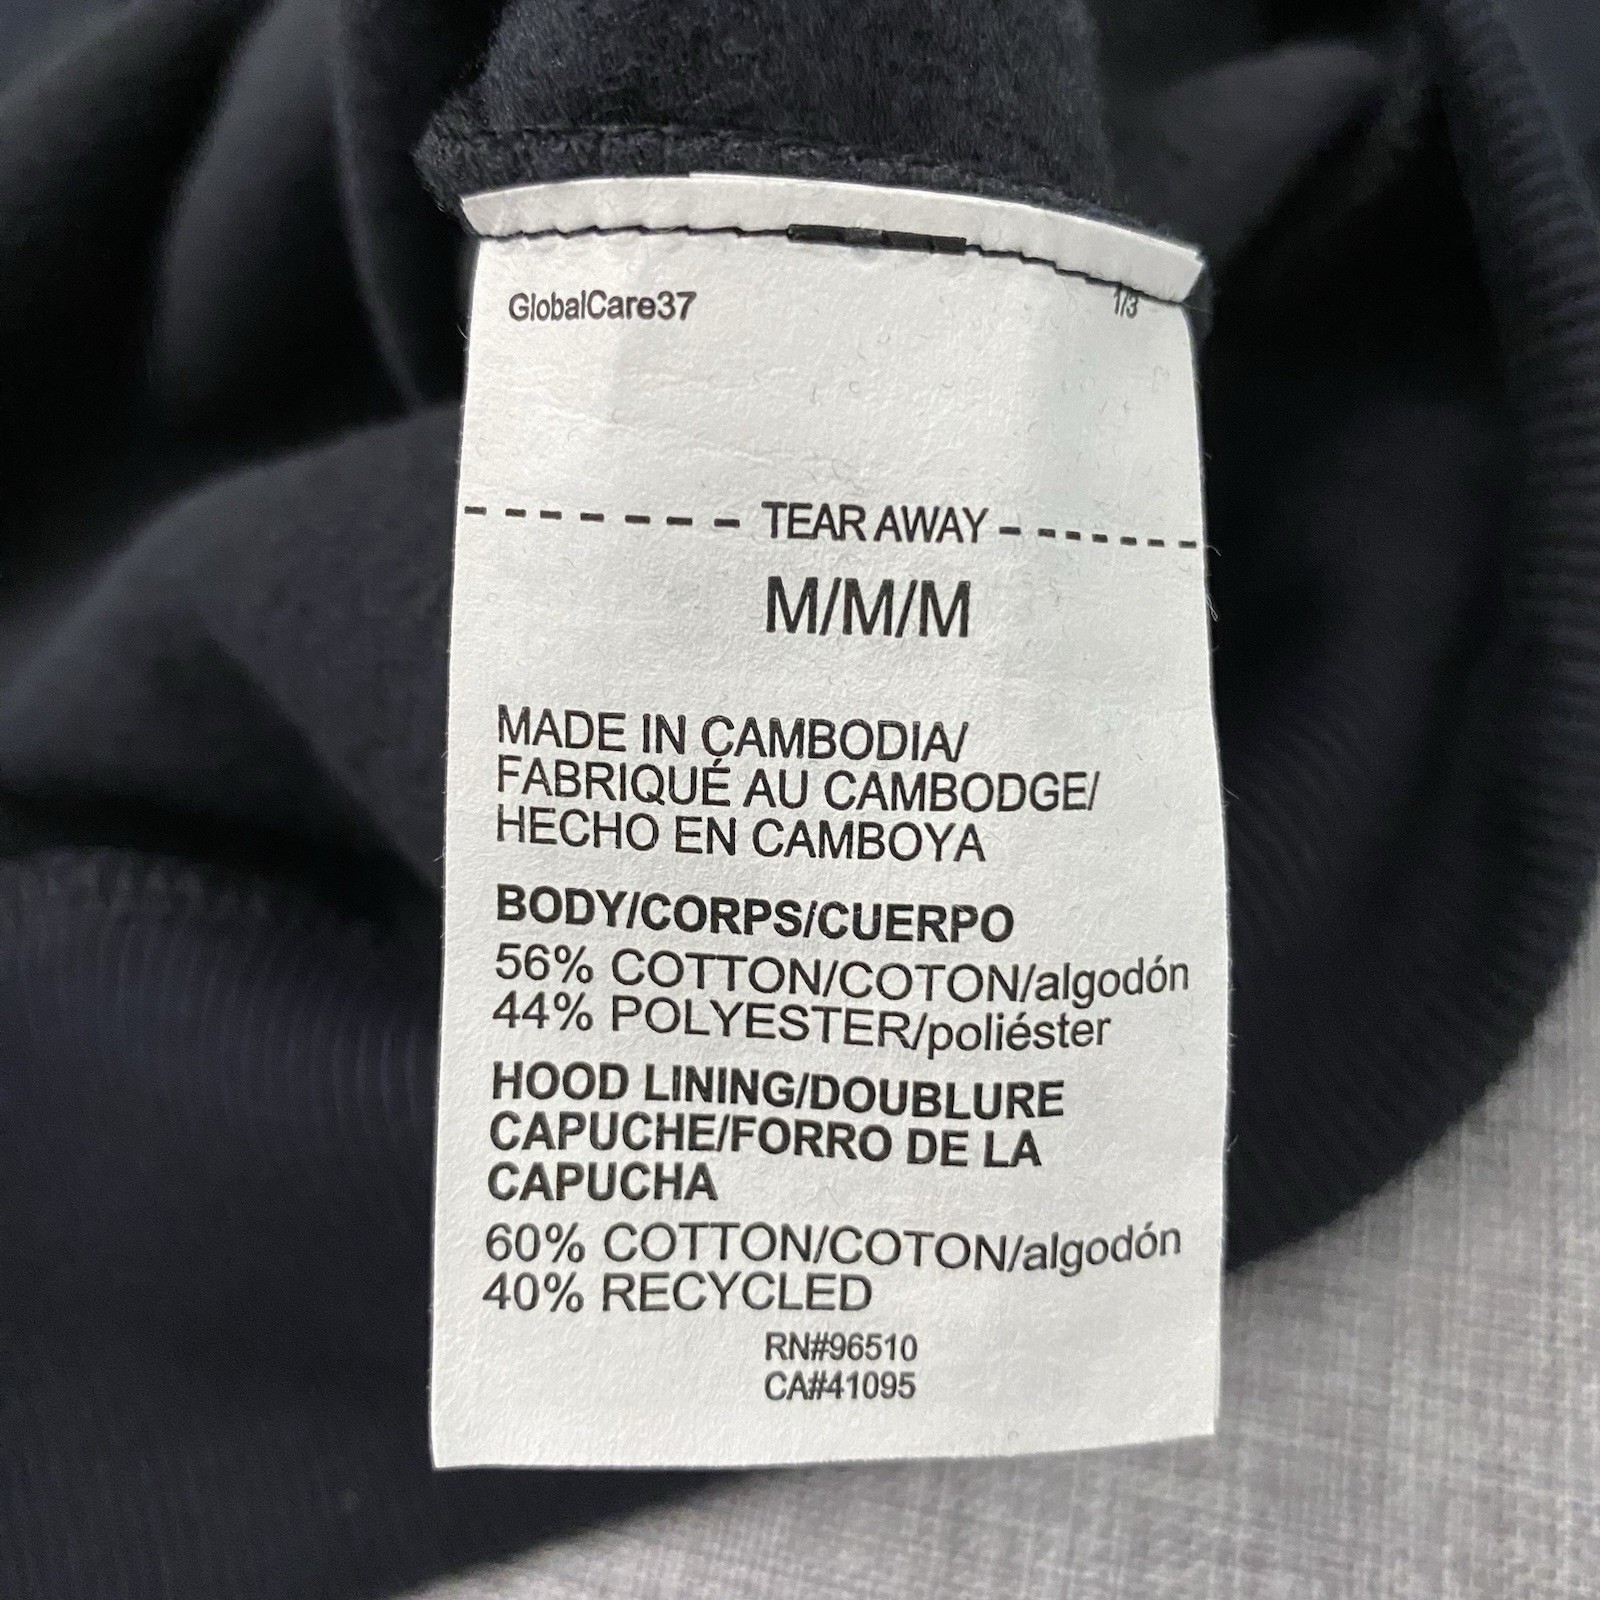 GlobalCare37
1/3
- - - - - - - TEAR AWAY - - - - - - -
M/M/M
MADE IN CAMBODIA/
FABRIQUÉ AU CAMBODGE/
HECHO EN CAMBOYA
BODY/CORPS/CUERPO
56% COTTON/COTON/algodón
44% POLYESTER/poliéster
HOOD LINING/DOUBLURE
CAPUCHE/FORRO DE LA
CAPUCHA
60% COTTON/COTON/algodón
40% RECYCLED
RN#96510
CA#41095